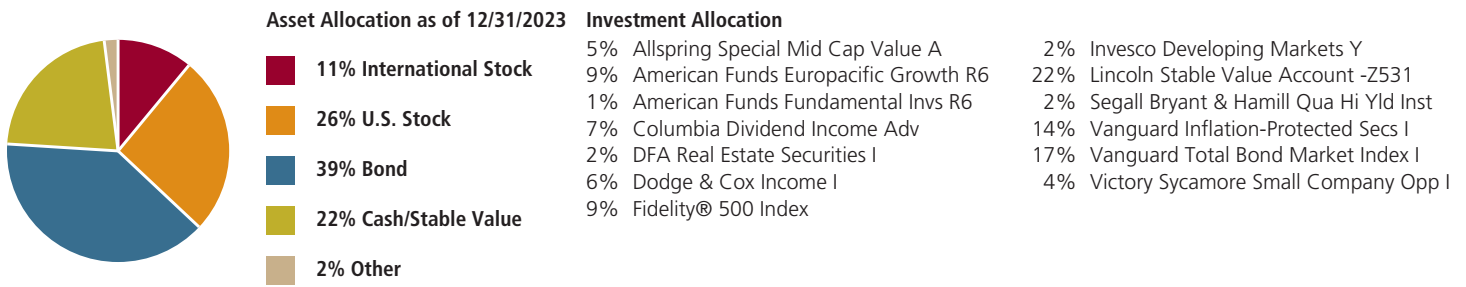 Asset Allocation as of 12/31/2023
11% International Stock
26% U.S. Stock
39% Bond
22% Cash/Stable Value
2% Other
Investment Allocation
5% Allspring Special Mid Cap Value A
9% American Funds Europacific Growth R6
1% American Funds Fundamental Invs R6
7% Columbia Dividend Income Adv
2% DFA Real Estate Securities I
6% Dodge & Cox Income I
9% Fidelity® 500 Index
2% Invesco Developing Markets Y
22% Lincoln Stable Value Account -Z531
2% Segall Bryant & Hamill Qua Hi Yld Inst
14% Vanguard Inflation-Protected Secs I
17% Vanguard Total Bond Market Index I
4% Victory Sycamore Small Company Opp I